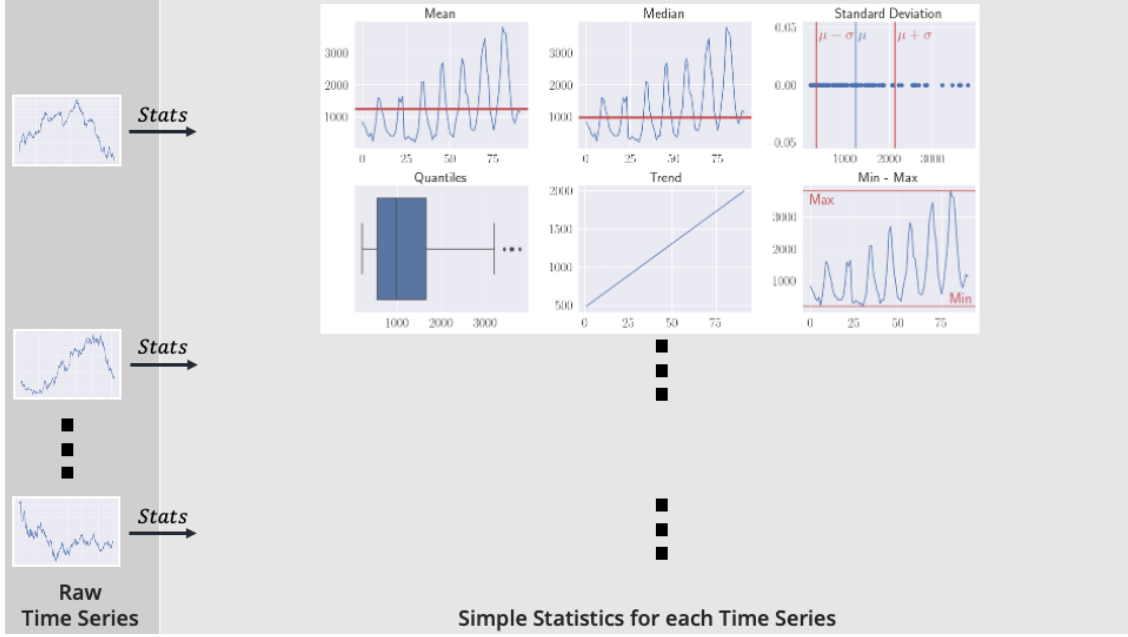 Mean
Median
Standard Deviation
3000
2000
1000
0 25 50 75
3000
2000
1000
0 25 50 75
0.05
0.00
−0.05
μ − σ μ μ + σ
1000 2000 3000
Stats
Quantiles
Trend
Min - Max
1000 2000 3000
2000
1500
1000
500
0 25 50 75
Max
3000
2000
1000
Min
0 25 50 75
Stats
Stats
Raw
Time Series
Simple Statistics for each Time Series